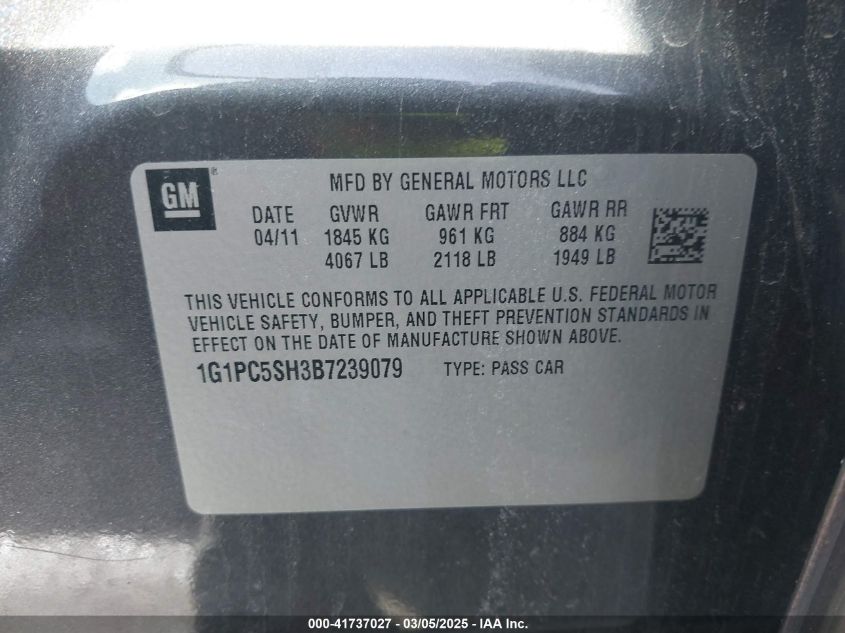 GM
MFD BY GENERAL MOTORS LLC
DATE GVWR GAWR FRT GAWR RR
04/11 1845 KG 961 KG 884 KG
4067 LB 2118 LB 1949 LB
THIS VEHICLE CONFORMS TO ALL APPLICABLE U.S. FEDERAL MOTOR
VEHICLE SAFETY, BUMPER, AND THEFT PREVENTION STANDARDS IN
EFFECT ON THE DATE OF MANUFACTURE SHOWN ABOVE.
1G1PC5SH3B7239079 TYPE: PASS CAR
000-41737027 - 03/05/2025 - IAA Inc.